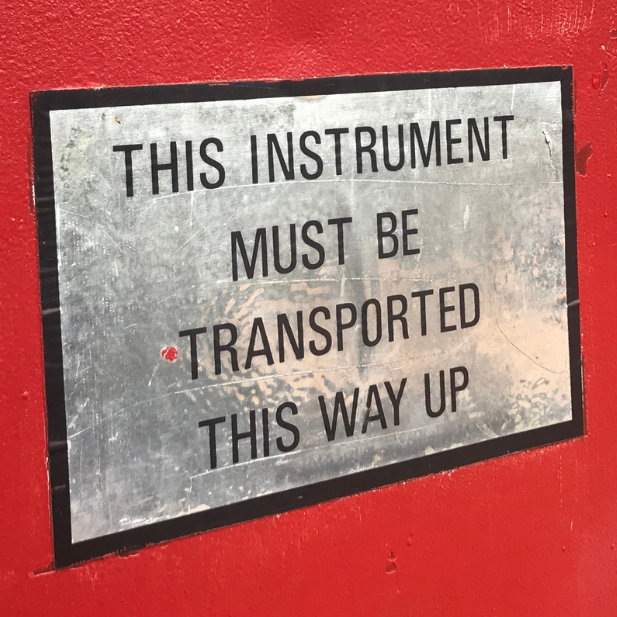 THIS INSTRUMENT
MUST BE
TRANSPORTED
THIS WAY UP